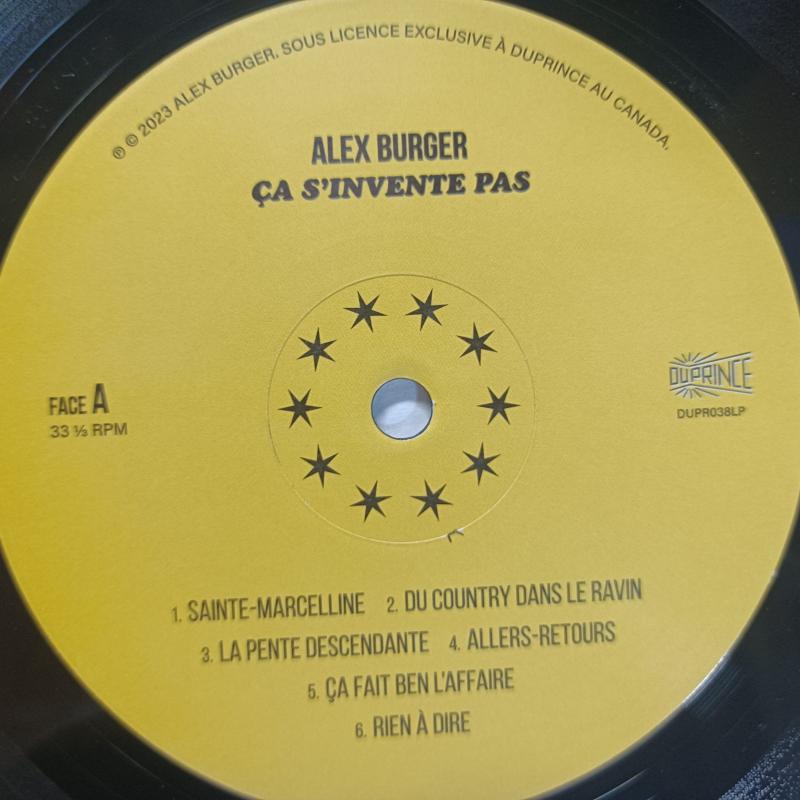 ℗ © 2023 ALEX BURGER. SOUS LICENCE EXCLUSIVE À DUPRINCE AU CANADA.
ALEX BURGER
ÇA S'INVENTE PAS
FACE A
33 ⅓ RPM
DUPRINCE
DUPR038LP
1. SAINTE-MARCELLINE 2. DU COUNTRY DANS LE RAVIN
3. LA PENTE DESCENDANTE 4. ALLERS-RETOURS
5. ÇA FAIT BEN L'AFFAIRE
6. RIEN À DIRE